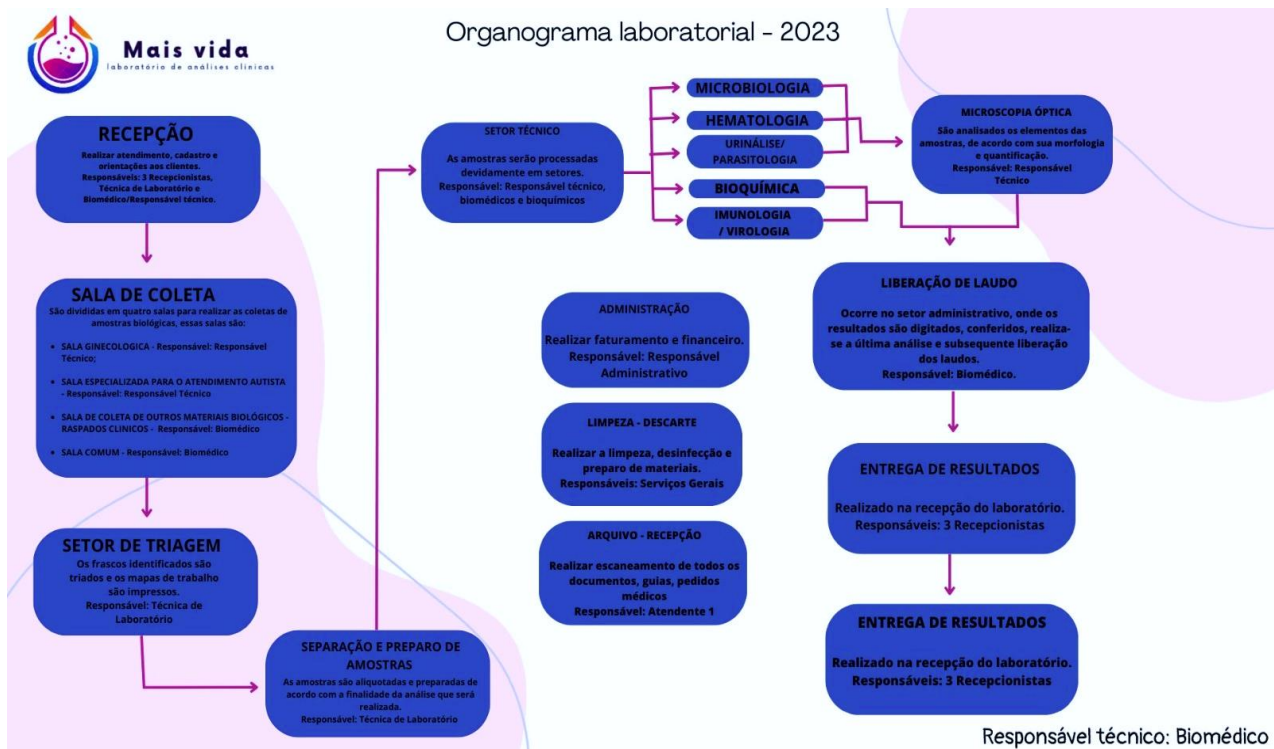 Mais vida
laboratório de análises clínicas
Organograma laboratorial - 2023
RECEPÇÃO
Realizar atendimento, cadastro e
orientações aos clientes.
Responsáveis: 3 Recepcionistas,
Técnica de Laboratório e
Biomédico/Responsável técnico.
SALA DE COLETA
São divididas em quatro salas para realizar as coletas de
amostras biológicas, essas salas são:
• SALA GINECOLOGICA - Responsável: Responsável
Técnico;
• SALA ESPECIALIZADA PARA O ATENDIMENTO AUTISTA
- Responsável: Responsável Técnico
• SALA DE COLETA DE OUTROS MATERIAIS BIOLÓGICOS -
RASPADOS CLINICOS - Responsável: Biomédico
• SALA COMUM - Responsável: Biomédico
SETOR DE TRIAGEM
Os frascos identificados são
triados e os mapas de trabalho
são impressos.
Responsável: Técnica de
Laboratório
SEPARAÇÃO E PREPARO DE
AMOSTRAS
As amostras são aliquotadas e preparadas de
acordo com a finalidade da análise que será
realizada.
Responsável: Técnica de Laboratório
SETOR TÉCNICO
As amostras serão processadas
devidamente em setores.
Responsável: Responsável técnico,
biomédicos e bioquímicos
MICROBIOLOGIA
HEMATOLOGIA
URINÁLISE/
PARASITOLOGIA
BIOQUÍMICA
IMUNOLOGIA
/ VIROLOGIA
MICROSCOPIA ÓPTICA
São analisados os elementos das
amostras, de acordo com sua morfologia
e quantificação.
Responsável: Responsável
Técnico
ADMINISTRAÇÃO
Realizar faturamento e financeiro.
Responsável: Responsável
Administrativo
LIMPEZA - DESCARTE
Realizar a limpeza, desinfecção e
preparo de materiais.
Responsáveis: Serviços Gerais
ARQUIVO - RECEPÇÃO
Realizar escaneamento de todos os
documentos, guias, pedidos
médicos
Responsável: Atendente 1
LIBERAÇÃO DE LAUDO
Ocorre no setor administrativo, onde os
resultados são digitados, conferidos, realiza-
se a última análise e subsequente liberação
dos laudos.
Responsável: Biomédico.
ENTREGA DE RESULTADOS
Realizado na recepção do laboratório.
Responsáveis: 3 Recepcionistas
ENTREGA DE RESULTADOS
Realizado na recepção do laboratório.
Responsáveis: 3 Recepcionistas
Responsável técnico: Biomédico